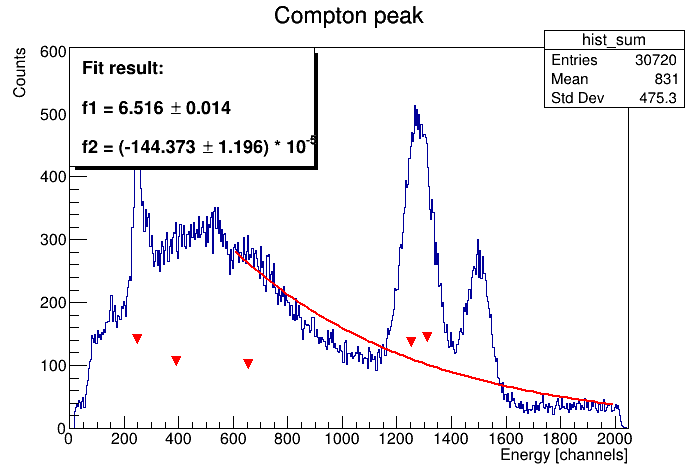 Compton peak
hist_sum
Entries 30720
Mean 831
Std Dev 475.3
Fit result:
f1 = 6.516 ± 0.014
f2 = (-144.373 ± 1.196) * 10^-5
Counts
600
500
400
300
200
100
0
0 200 400 600 800 1000 1200 1400 1600 1800 2000
Energy [channels]